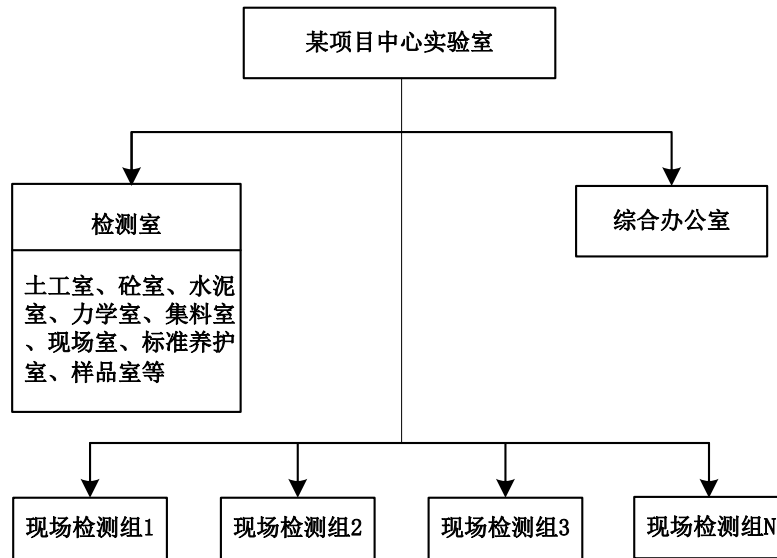 某项目中心实验室
检测室
综合办公室
土工室、砼室、水泥
室、力学室、集料室
、现场室、标准养护
室、样品室等
现场检测组1
现场检测组2
现场检测组3
现场检测组N